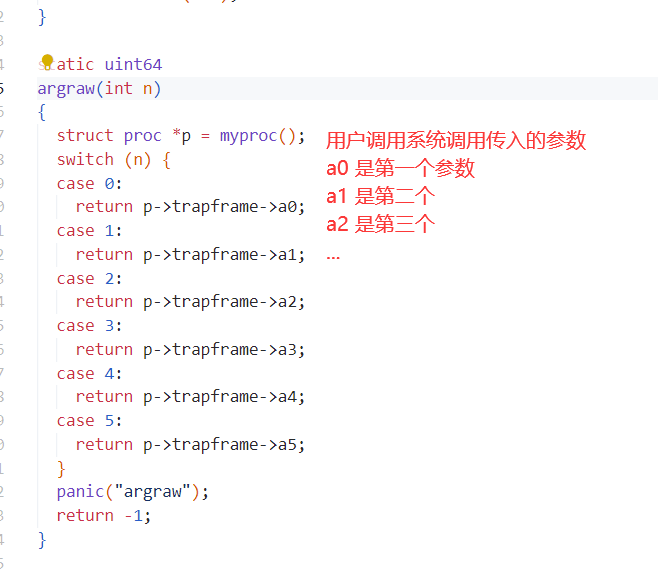 }
atic uint64
argraw(int n)
{
struct proc *p = myproc();
用户调用系统调用传入的参数
switch (n) {
a0 是第一个参数
case 0:
a1 是第二个
return p->trapframe->a0;
a2 是第三个
case 1:
...
return p->trapframe->a1;
case 2:
return p->trapframe->a2;
case 3:
return p->trapframe->a3;
case 4:
return p->trapframe->a4;
case 5:
return p->trapframe->a5;
}
panic("argraw");
return -1;
}